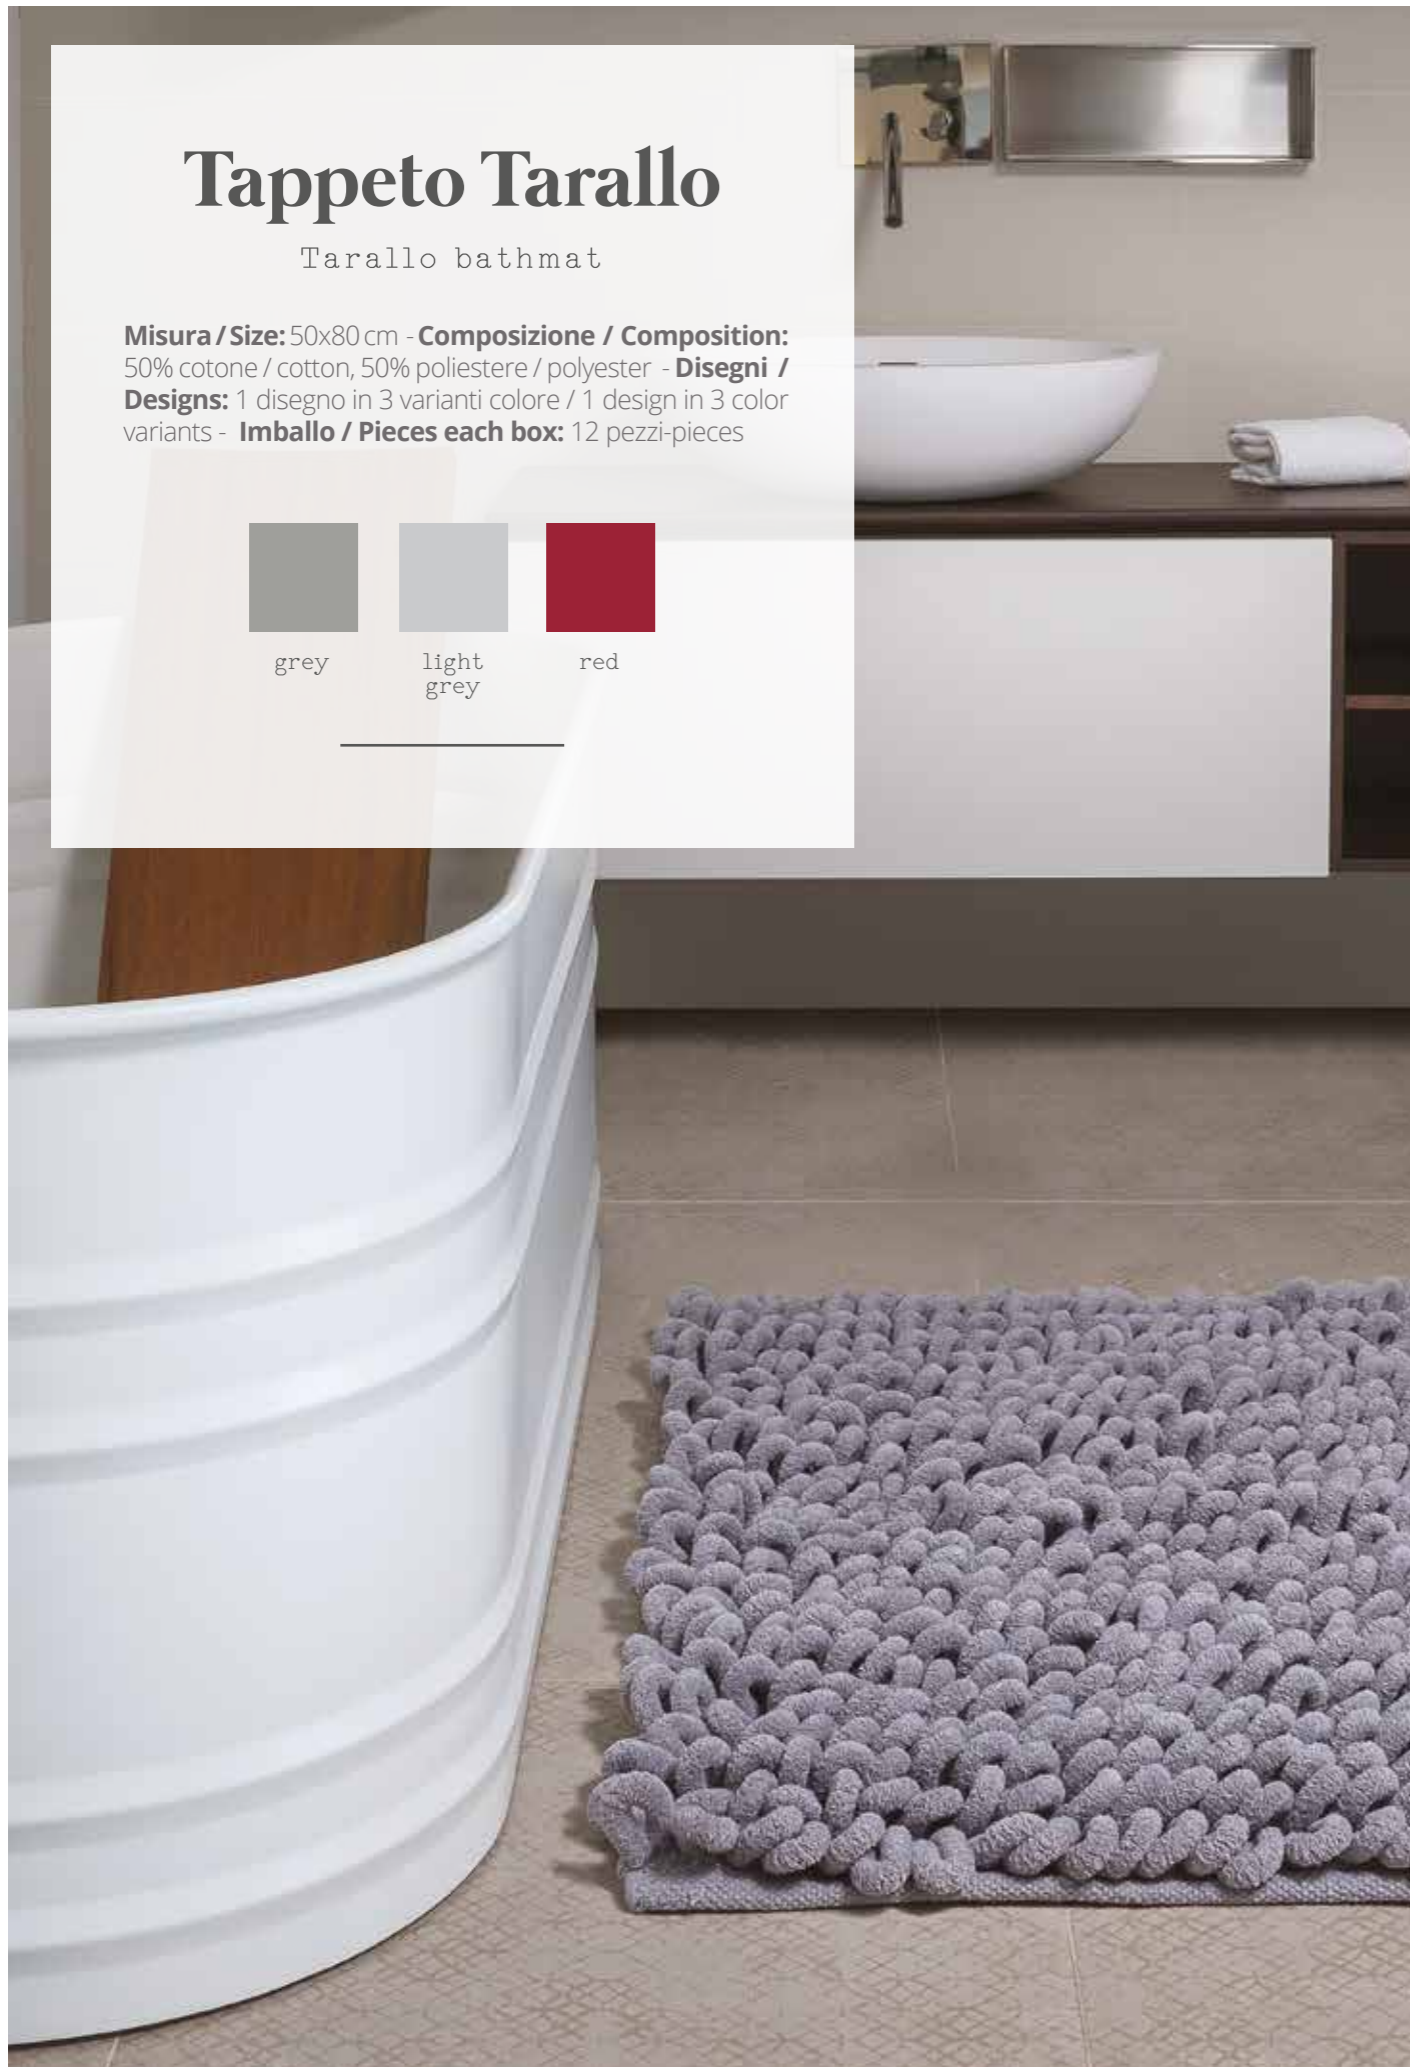 Tappeto Tarallo
Tarallo bathmat
Misura / Size: 50x80 cm - Composizione / Composition:
50% cotone / cotton, 50% poliestere / polyester - Disegni /
Designs: 1 disegno in 3 varianti colore / 1 design in 3 color
variants - Imballo / Pieces each box: 12 pezzi-pieces
grey
light
grey
red